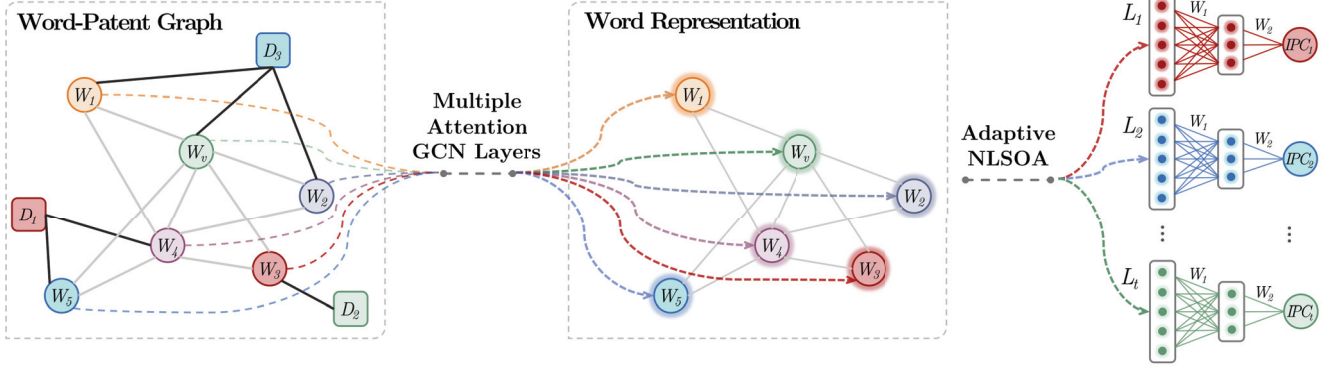 Word-Patent Graph
D3
W1
Wv
W2
D1
W4
W3
W5
D2
Multiple
Attention
GCN Layers
Word Representation
W1
Wv
W2
W4
W3
W5
Adaptive
NLSOA
L1
W1
W2
IPC1
L2
W1
W2
IPC2
...
...
Lt
W1
W2
IPCt